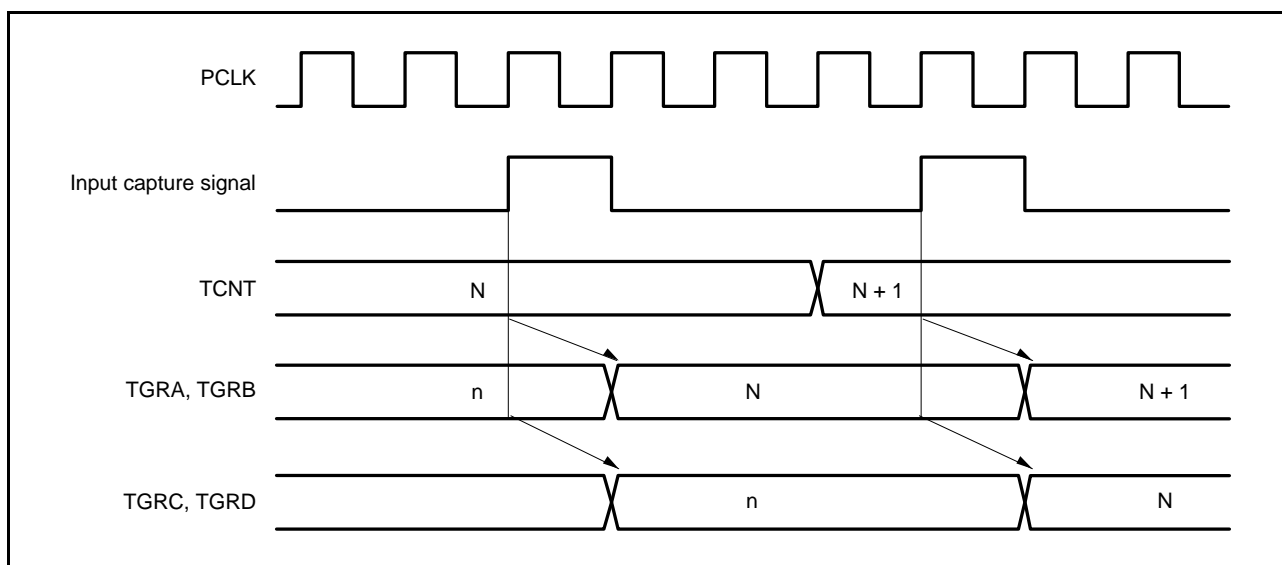 PCLK
Input capture signal
TCNT
N
N + 1
TGRA, TGRB
n
N
N + 1
TGRC, TGRD
n
N